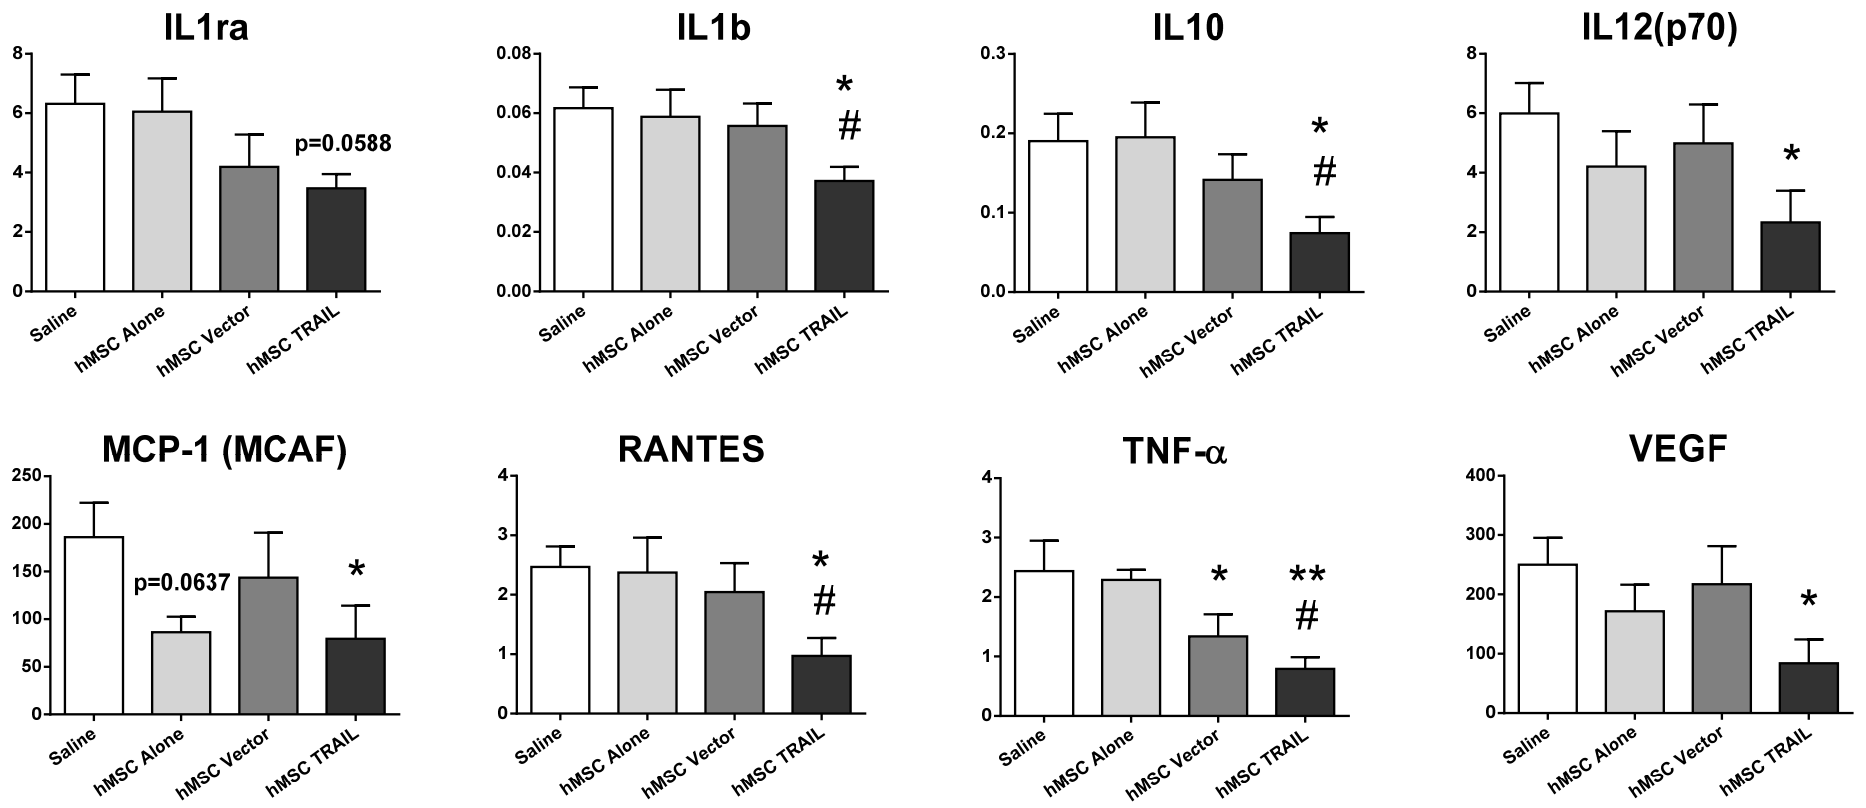 IL1ra
8
6
4
2
0
p=0.0588
Saline
hMSC Alone
hMSC Vector
hMSC TRAIL
IL1b
0.08
0.06
0.04
0.02
0.00
*
#
Saline
hMSC Alone
hMSC Vector
hMSC TRAIL
IL10
0.3
0.2
0.1
0.0
*
#
Saline
hMSC Alone
hMSC Vector
hMSC TRAIL
IL12(p70)
8
6
4
2
0
*
Saline
hMSC Alone
hMSC Vector
hMSC TRAIL
MCP-1 (MCAF)
250
200
150
100
50
0
p=0.0637
*
Saline
hMSC Alone
hMSC Vector
hMSC TRAIL
RANTES
4
3
2
1
0
*
#
Saline
hMSC Alone
hMSC Vector
hMSC TRAIL
TNF-α
4
3
2
1
0
*
**
#
Saline
hMSC Alone
hMSC Vector
hMSC TRAIL
VEGF
400
300
200
100
0
*
Saline
hMSC Alone
hMSC Vector
hMSC TRAIL